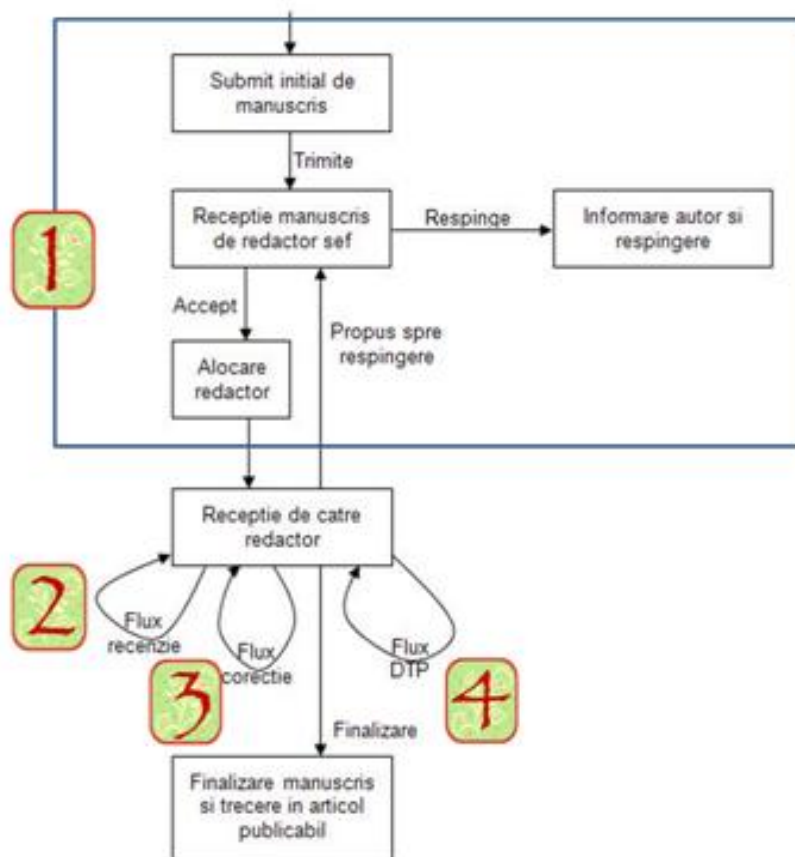 Submit initial de
manuscris
Trimite
Receptie manuscris
de redactor sef
Respinge
Informare autor si
respingere
1
Accept
Propus spre
respingere
Alocare
redactor
Receptie de catre
redactor
2
Flux
recenzie
3
Flux
corectie
Flux
DTP
4
Finalizare
Finalizare manuscris
si trecere in articol
publicabil